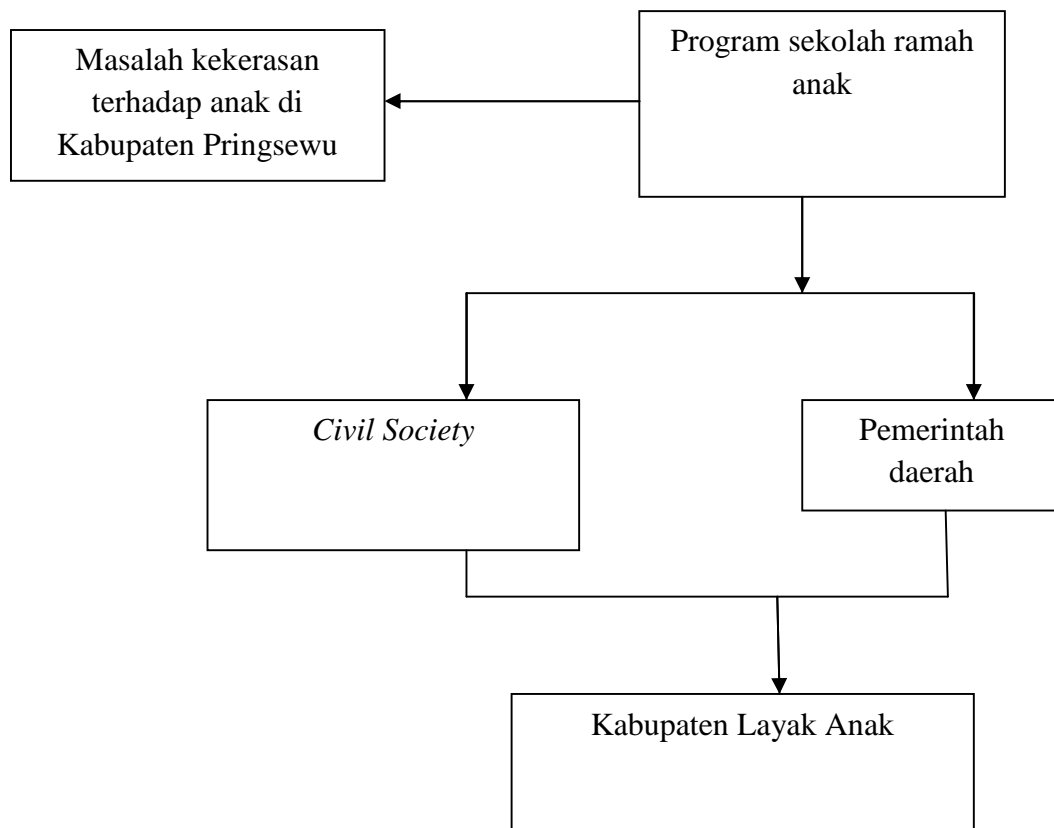 Program sekolah ramah
anak
Masalah kekerasan
terhadap anak di
Kabupaten Pringsewu
Civil Society
Pemerintah
daerah
Kabupaten Layak Anak